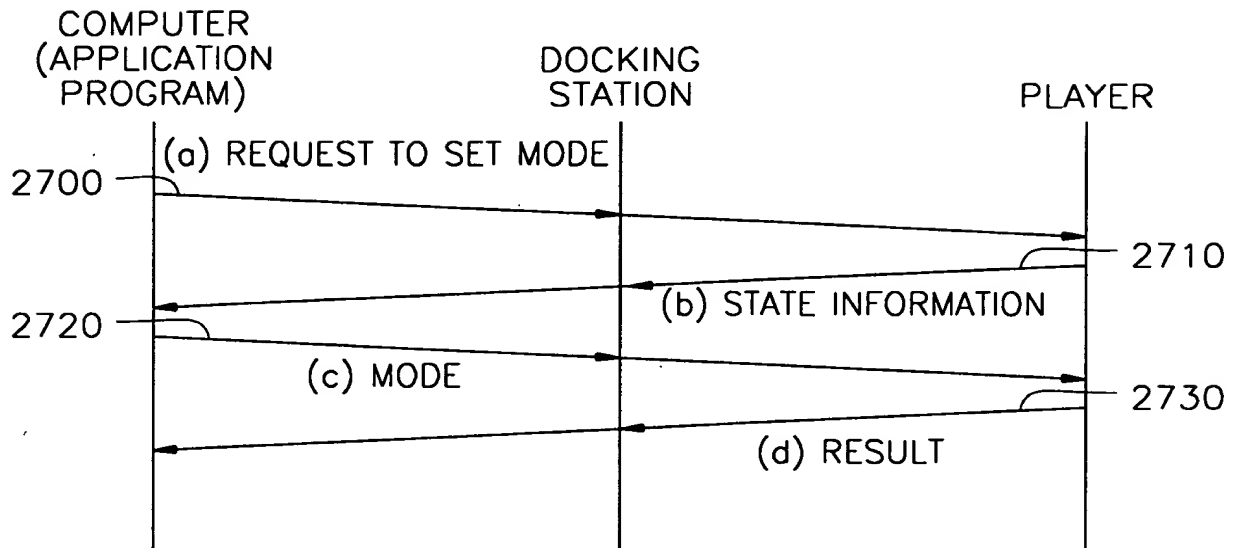 COMPUTER
(APPLICATION
PROGRAM)
DOCKING
STATION
PLAYER
(a) REQUEST TO SET MODE
2700
2710
(b) STATE INFORMATION
2720
(c) MODE
2730
(d) RESULT